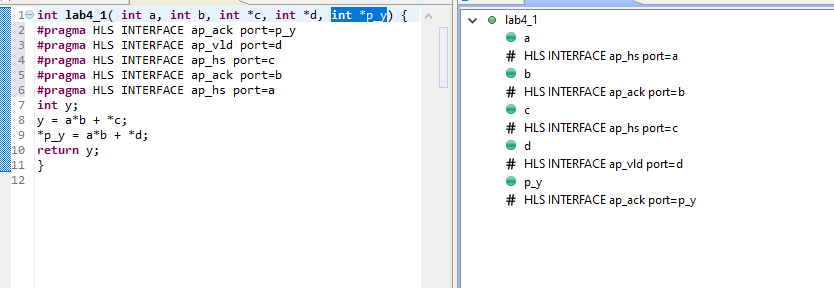 1 int lab4_1( int a, int b, int *c, int *d, int *p_y) {
2 #pragma HLS INTERFACE ap_ack port=p_y
3 #pragma HLS INTERFACE ap_vld port=d
4 #pragma HLS INTERFACE ap_hs port=c
5 #pragma HLS INTERFACE ap_ack port=b
6 #pragma HLS INTERFACE ap_hs port=a
7 int y;
8 y = a*b + *c;
9 *p_y = a*b + *d;
10 return y;
11 }
12
lab4_1
a
# HLS INTERFACE ap_hs port=a
b
# HLS INTERFACE ap_ack port=b
c
# HLS INTERFACE ap_hs port=c
d
# HLS INTERFACE ap_vld port=d
p_y
# HLS INTERFACE ap_ack port=p_y